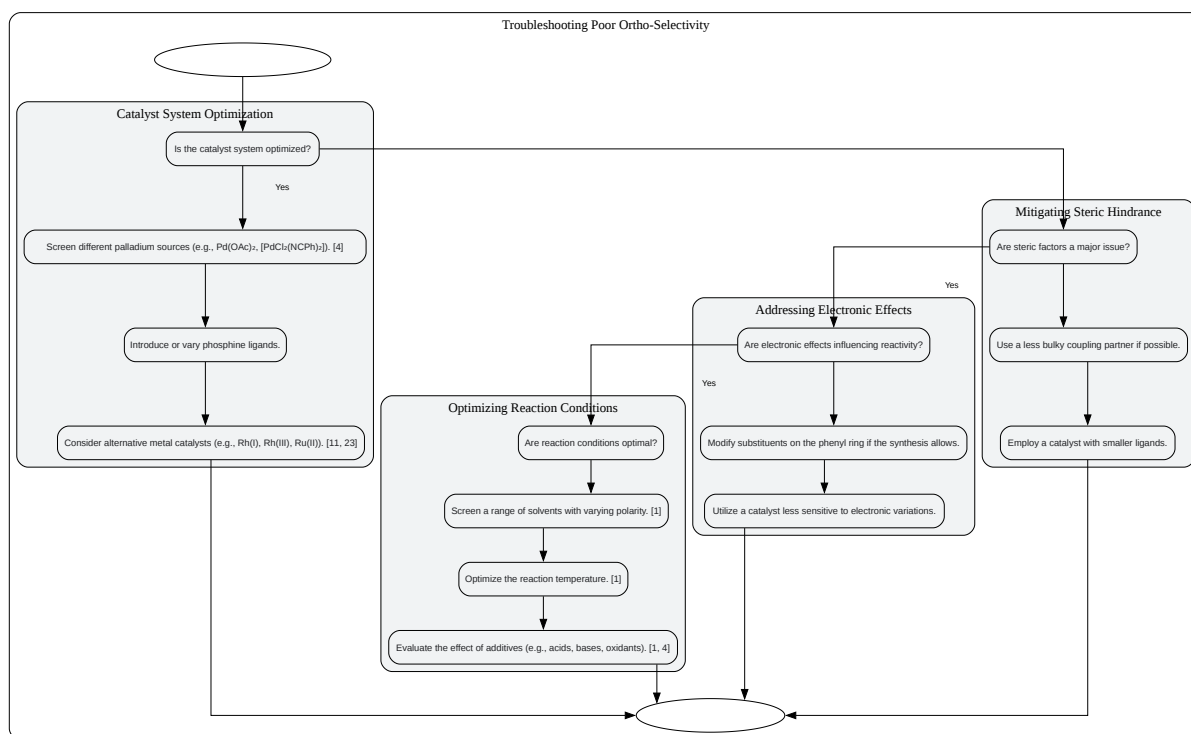 Troubleshooting Poor Ortho-Selectivity
Catalyst System Optimization
Is the catalyst system optimized?
Yes
Screen different palladium sources (e.g., Pd(OAc)₂, [PdCl₂(NCPh)₂]). [4]
Introduce or vary phosphine ligands.
Consider alternative metal catalysts (e.g., Rh(I), Rh(III), Ru(II)). [11, 23]
Mitigating Steric Hindrance
Are steric factors a major issue?
Yes
Use a less bulky coupling partner if possible.
Employ a catalyst with smaller ligands.
Addressing Electronic Effects
Are electronic effects influencing reactivity?
Yes
Modify substituents on the phenyl ring if the synthesis allows.
Utilize a catalyst less sensitive to electronic variations.
Optimizing Reaction Conditions
Are reaction conditions optimal?
Screen a range of solvents with varying polarity. [1]
Optimize the reaction temperature. [1]
Evaluate the effect of additives (e.g., acids, bases, oxidants). [1, 4]